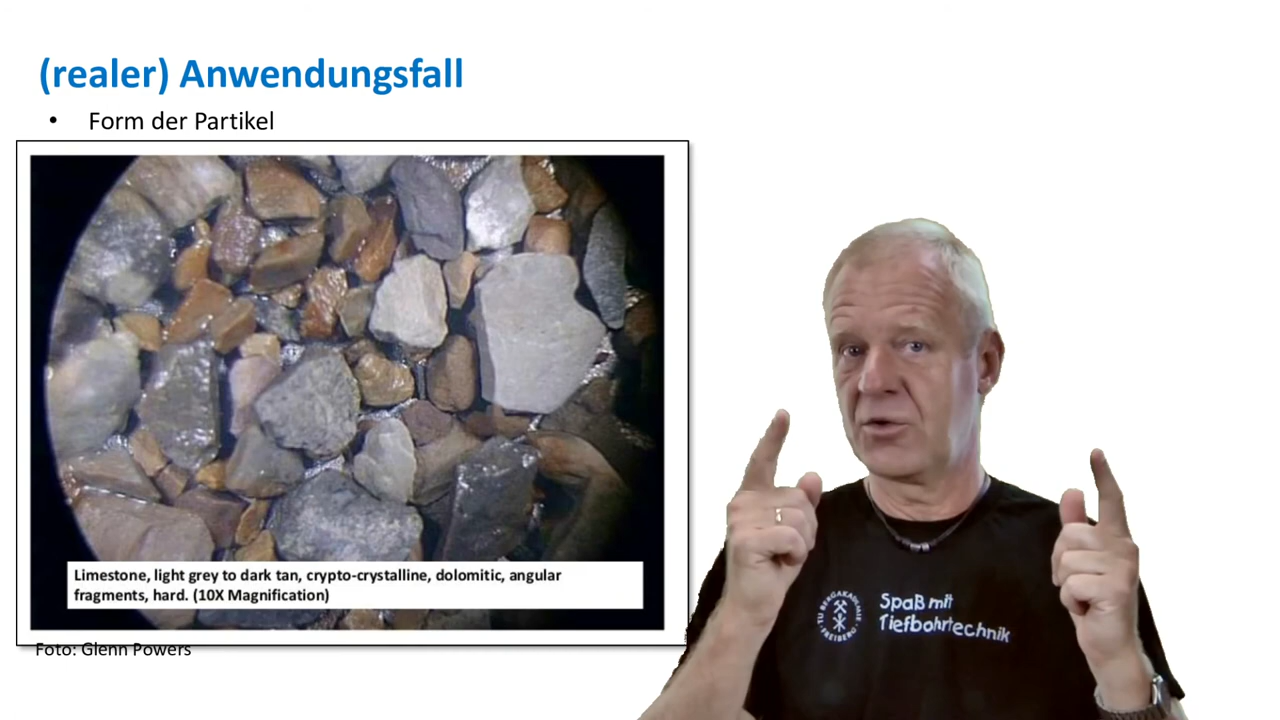 (realer) Anwendungsfall
• Form der Partikel
Limestone, light grey to dark tan, crypto-crystalline, dolomitic, angular
fragments, hard. (10X Magnification)
Foto: Glenn Powers
TU BERGAKADEMIE
FREIBERG
Spaß mit
Tiefbohrtechnik